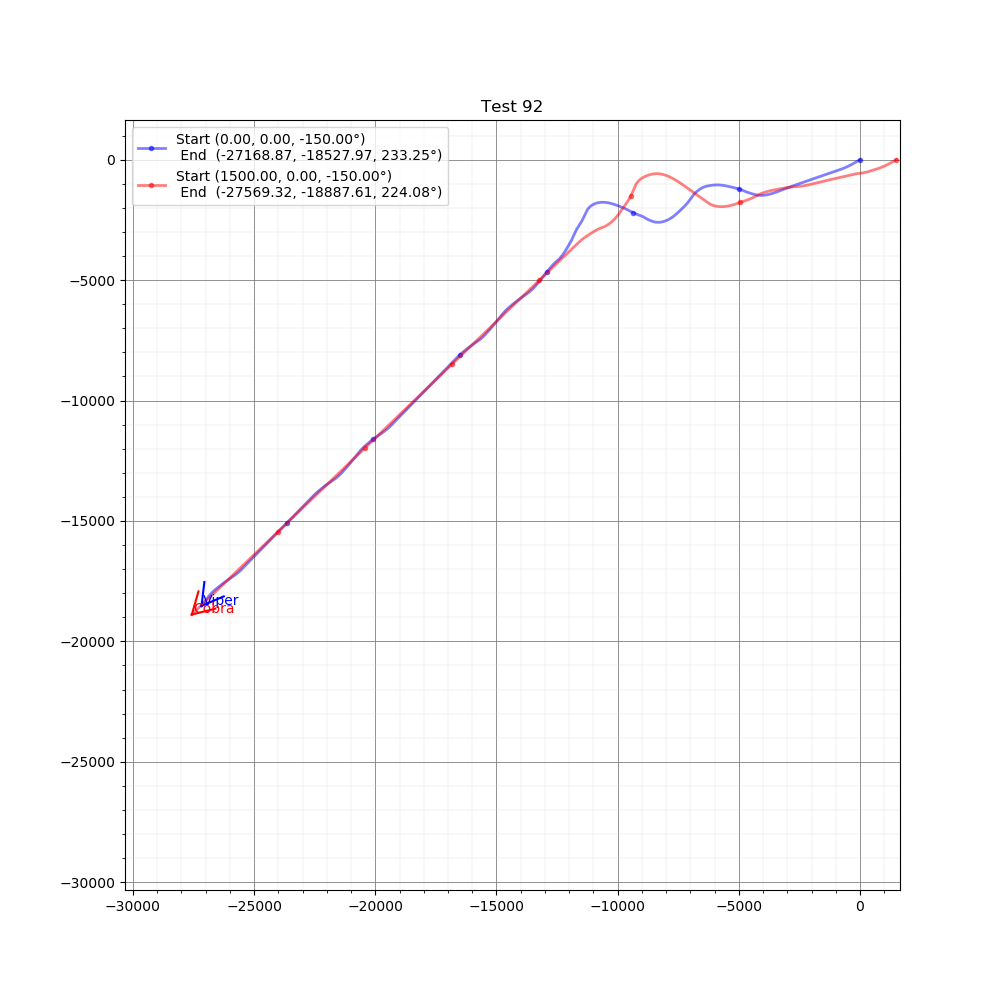 Test 92
Start (0.00, 0.00, -150.00°)
End (-27168.87, -18527.97, 233.25°)
Start (1500.00, 0.00, -150.00°)
End (-27569.32, -18887.61, 224.08°)
0
−5000
−10000
−15000
−20000
−25000
−30000
Viper
Cobra
−30000 −25000 −20000 −15000 −10000 −5000 0